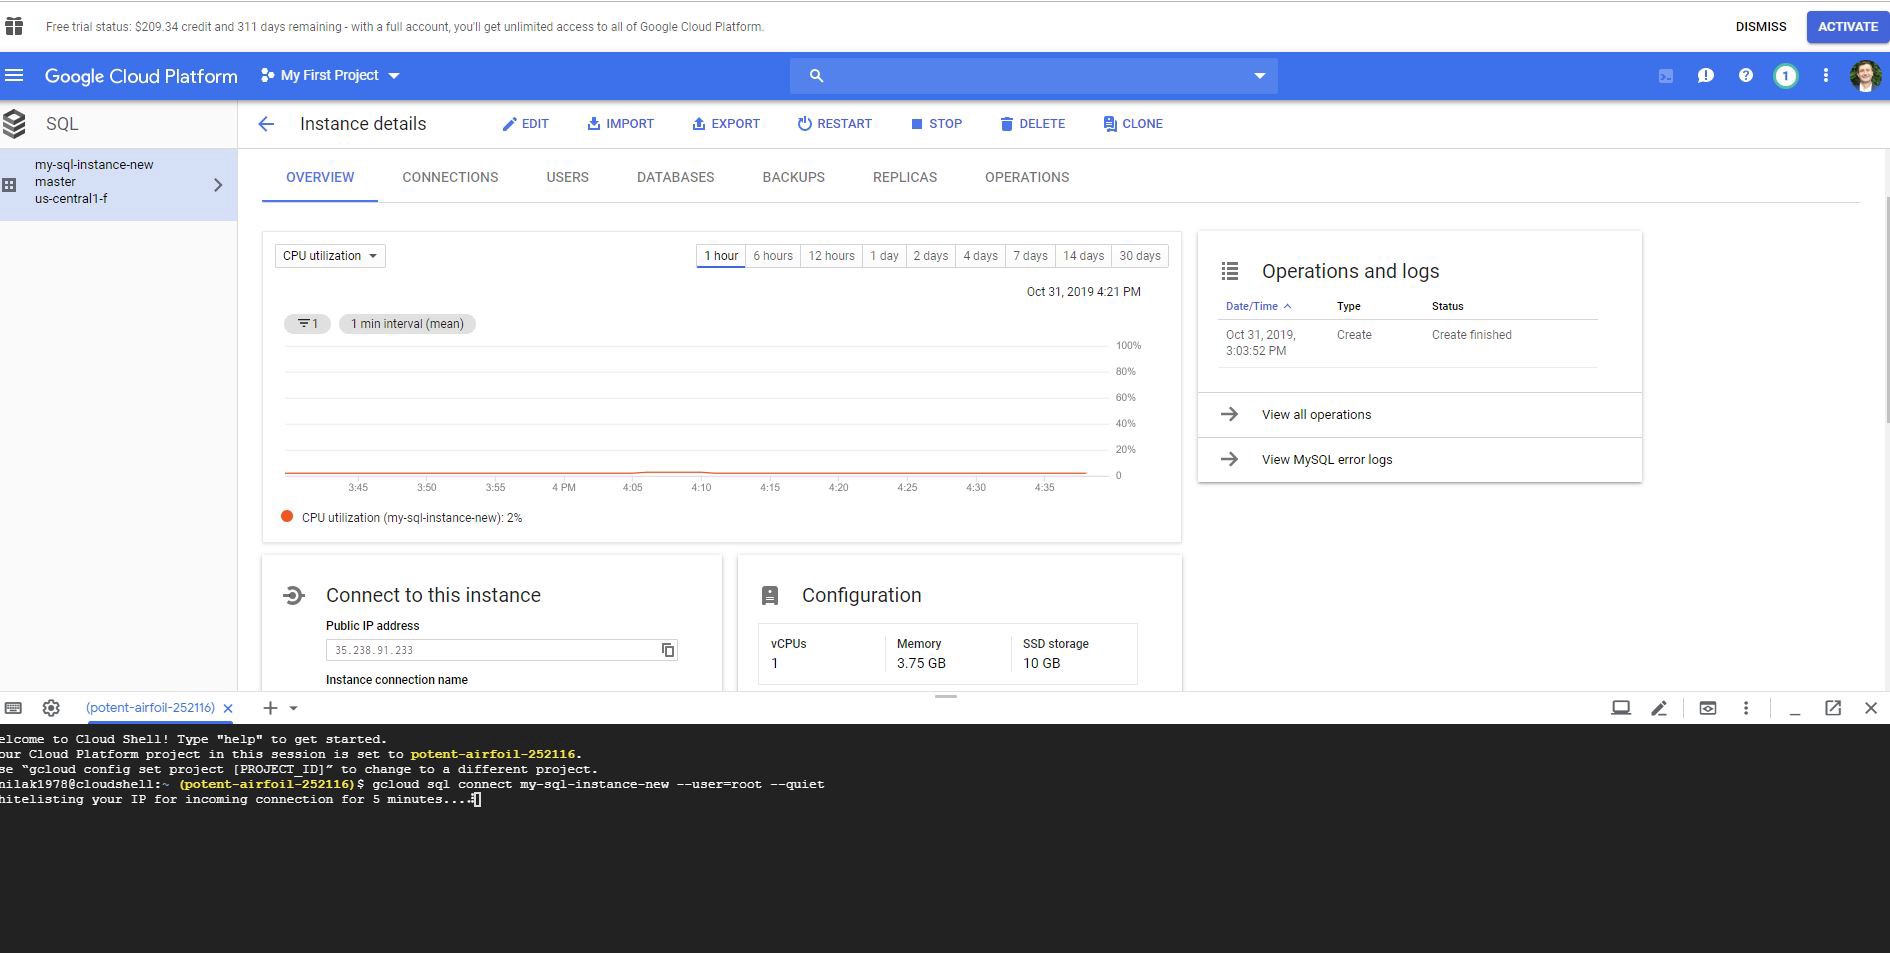 Free trial status: $209.34 credit and 311 days remaining - with a full account, you'll get unlimited access to all of Google Cloud Platform.
DISMISS
ACTIVATE
Google Cloud Platform
My First Project
1
SQL
Instance details
EDIT
IMPORT
EXPORT
RESTART
STOP
DELETE
CLONE
my-sql-instance-new
master
us-central1-f
OVERVIEW
CONNECTIONS
USERS
DATABASES
BACKUPS
REPLICAS
OPERATIONS
CPU utilization
1 hour
6 hours
12 hours
1 day
2 days
4 days
7 days
14 days
30 days
Oct 31, 2019 4:21 PM
1
1 min interval (mean)
100%
80%
60%
40%
20%
0
3:45
3:50
3:55
4 PM
4:05
4:10
4:15
4:20
4:25
4:30
4:35
CPU utilization (my-sql-instance-new): 2%
Operations and logs
Date/Time
Type
Status
Oct 31, 2019,
3:03:52 PM
Create
Create finished
View all operations
View MySQL error logs
Connect to this instance
Public IP address
35.238.91.233
Instance connection name
Configuration
vCPUs
1
Memory
3.75 GB
SSD storage
10 GB
(potent-airfoil-252116)
elcome to Cloud Shell! Type "help" to get started.
our Cloud Platform project in this session is set to potent-airfoil-252116.
se “gcloud config set project [PROJECT_ID]” to change to a different project.
nilak1978@cloudshell:~ (potent-airfoil-252116)$ gcloud sql connect my-sql-instance-new --user=root --quiet
hitelisting your IP for incoming connection for 5 minutes...